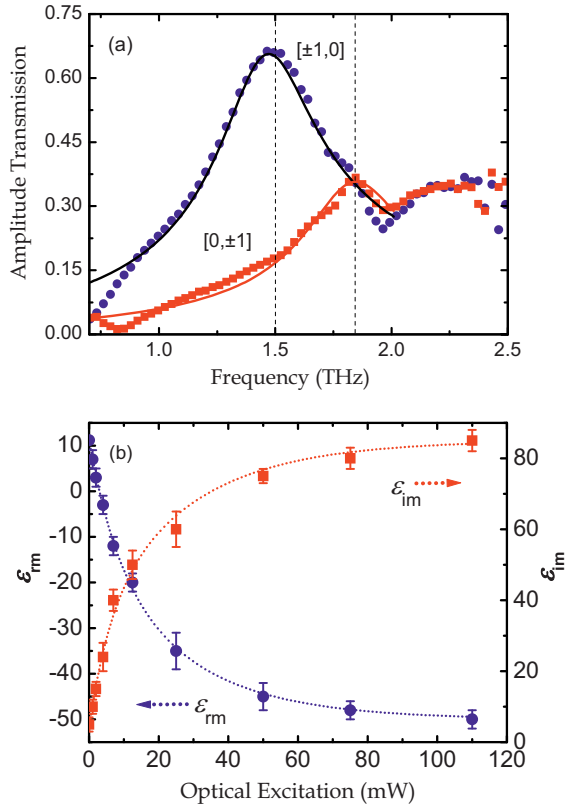 (a)
[±1,0]
[0,±1]
Amplitude Transmission
0.75
0.60
0.45
0.30
0.15
0.00
1.0 1.5 2.0 2.5
Frequency (THz)
(b)
εrm
10
0
-10
-20
-30
-40
-50
εim
εrm
80
60
40
20
0
εim
0 20 40 60 80 100 120
Optical Excitation (mW)